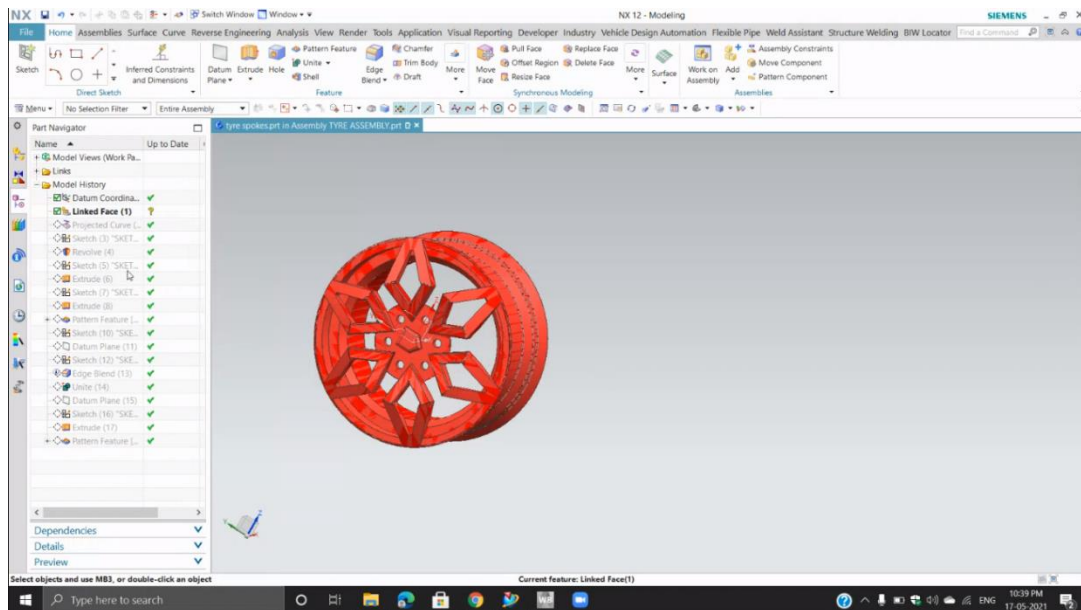 NX Switch Window Window NX 12 - Modeling SIEMENS
File Home Assemblies Surface Curve Reverse Engineering Analysis View Render Tools Application Visual Reporting Developer Industry Vehicle Design Automation Flexible Pipe Weld Assistant Structure Welding BIW Locator Find a Command
Sketch
Inferred Constraints and Dimensions
Direct Sketch
Datum Plane
Extrude
Hole
Pattern Feature
Unite
Shell
Edge Blend
Chamfer
Trim Body
Draft
More
Feature
Move Face
Pull Face
Offset Region
Resize Face
Replace Face
Delete Face
More
Synchronous Modeling
Surface
Work on Assembly
Add
Assembly Constraints
Move Component
Pattern Component
Assemblies
Menu No Selection Filter Entire Assembly
Part Navigator
tyre spokes.prt in Assembly TYRE ASSEMBLY.prt
Name Up to Date
Model Views (Work Pa...
Links
Model History
Datum Coordina...
Linked Face (1) ?
Projected Curve (...
Sketch (3) "SKET...
Revolve (4)
Sketch (5) "SKET...
Extrude (6)
Sketch (7) "SKET...
Extrude (8)
Pattern Feature [...
Sketch (10) "SKE...
Datum Plane (11)
Sketch (12) "SKE...
Edge Blend (13)
Unite (14)
Datum Plane (15)
Sketch (16) "SKE...
Extrude (17)
Pattern Feature [...
Dependencies
Details
Preview
Select objects and use MB3, or double-click an object Current feature: Linked Face(1)
Type here to search
ENG
10:39 PM
17-05-2021